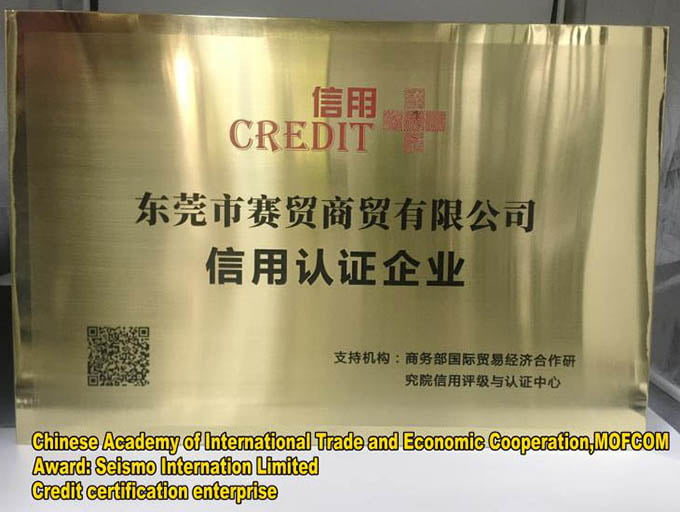 信用
CREDIT
东莞市赛贸商贸有限公司
信用认证企业
支持机构：商务部国际贸易经济合作研
究院信用评级与认证中心
Chinese Academy of International Trade and Economic Cooperation,MOFCOM
Award: Seismo Internation Limited
Credit certification enterprise